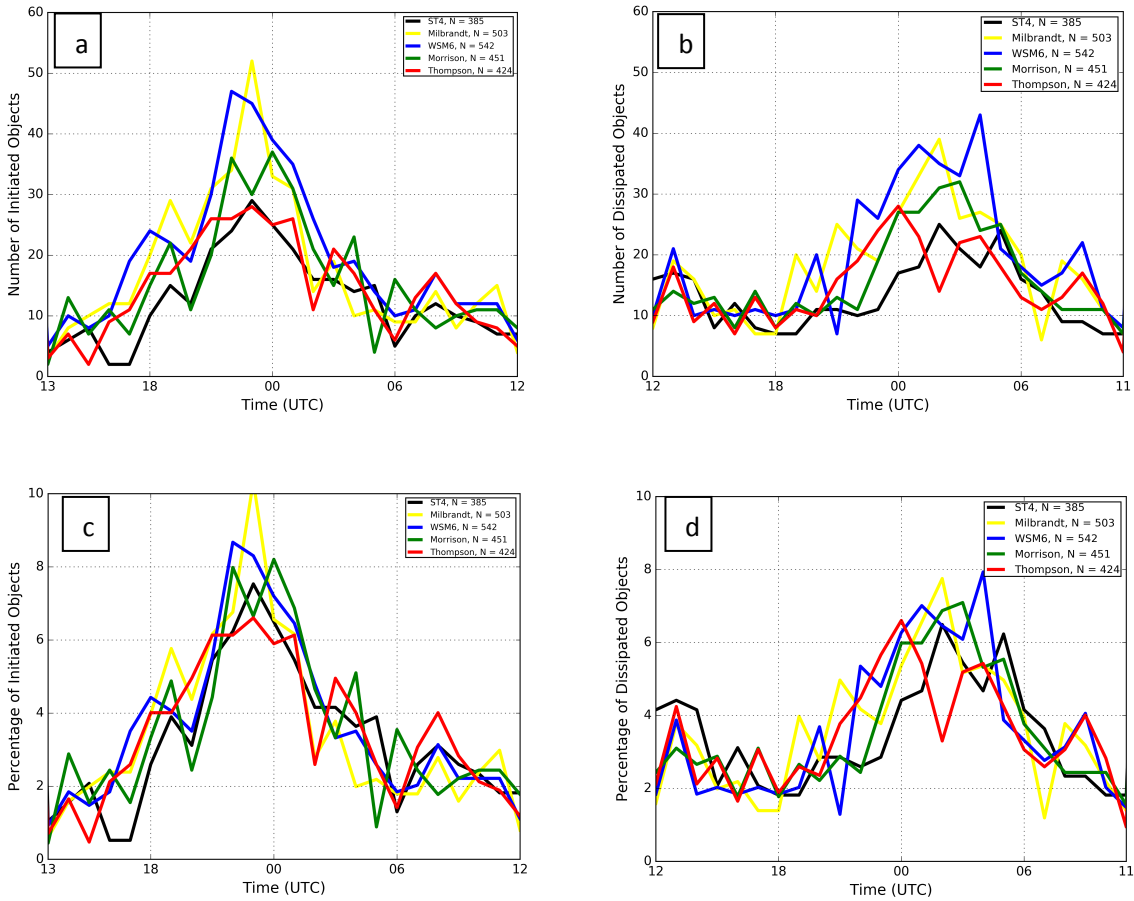 a
60
50
40
30
20
10
0
Number of Initiated Objects
13
18
00
06
12
Time (UTC)
ST4, N = 385
Milbrandt, N = 503
WSM6, N = 542
Morrison, N = 451
Thompson, N = 424
b
60
50
40
30
20
10
0
Number of Dissipated Objects
12
18
00
06
11
Time (UTC)
ST4, N = 385
Milbrandt, N = 503
WSM6, N = 542
Morrison, N = 451
Thompson, N = 424
c
10
8
6
4
2
0
Percentage of Initiated Objects
13
18
00
06
12
Time (UTC)
ST4, N = 385
Milbrandt, N = 503
WSM6, N = 542
Morrison, N = 451
Thompson, N = 424
d
10
8
6
4
2
0
Percentage of Dissipated Objects
12
18
00
06
11
Time (UTC)
ST4, N = 385
Milbrandt, N = 503
WSM6, N = 542
Morrison, N = 451
Thompson, N = 424